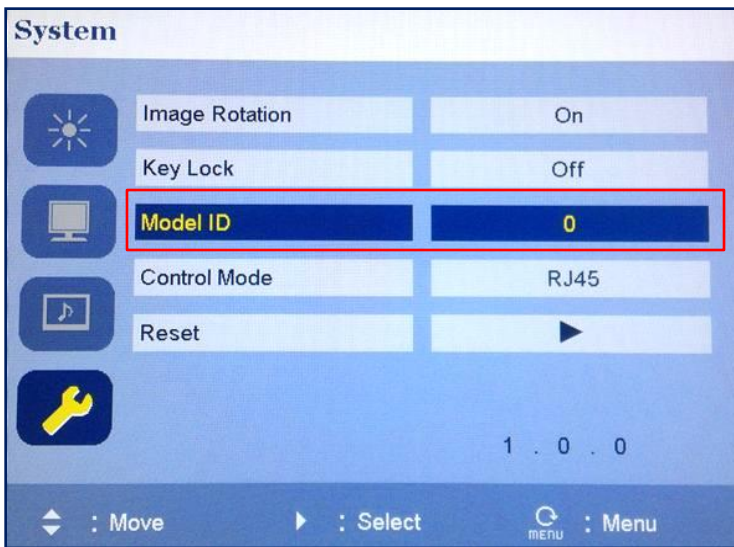 System
Image Rotation On
Key Lock Off
Model ID 0
Control Mode RJ45
Reset
1 . 0 . 0
: Move : Select MENU : Menu